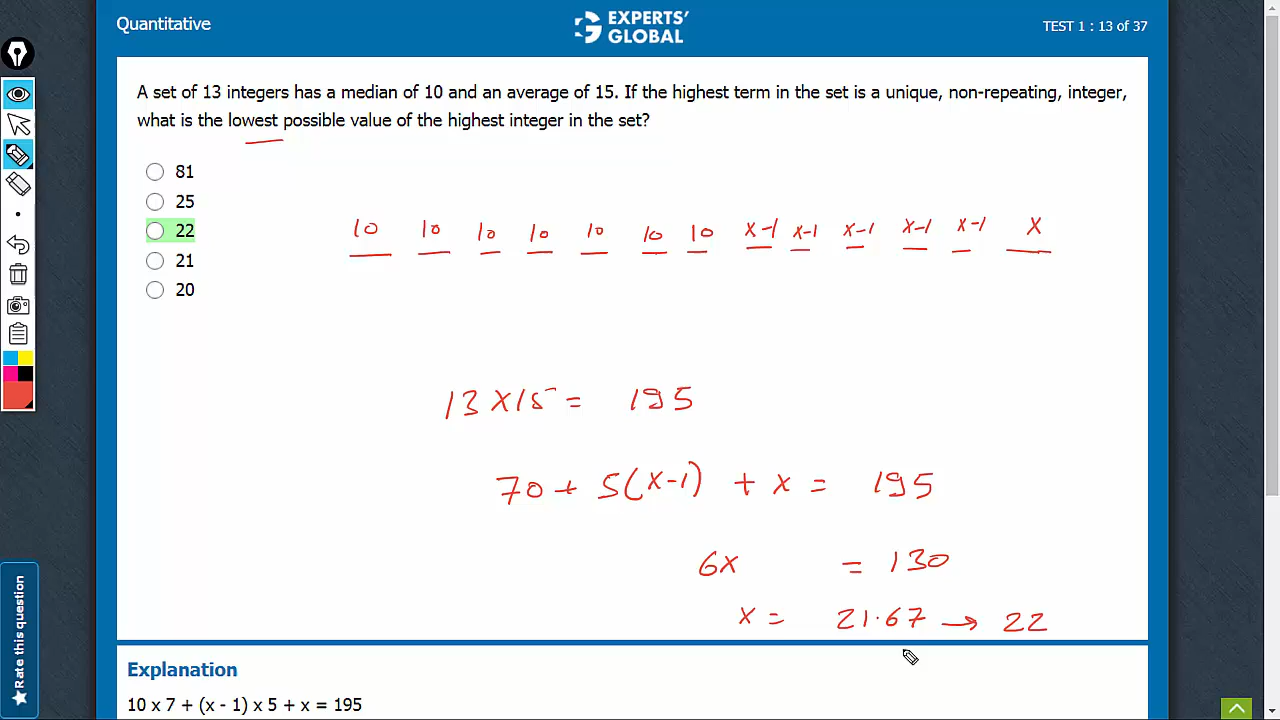 Quantitative
EXPERTS'
GLOBAL
TEST 1 : 13 of 37
A set of 13 integers has a median of 10 and an average of 15. If the highest term in the set is a unique, non-repeating, integer,
what is the lowest possible value of the highest integer in the set?
81
25
22
21
20
10 10 10 10 10 10 10 x-1 x-1 x-1 x-1 x-1 x
13 x 15 = 195
70 + 5(x-1) + x = 195
6x = 130
x = 21.67 → 22
Rate this question
Explanation
10 x 7 + (x - 1) x 5 + x = 195